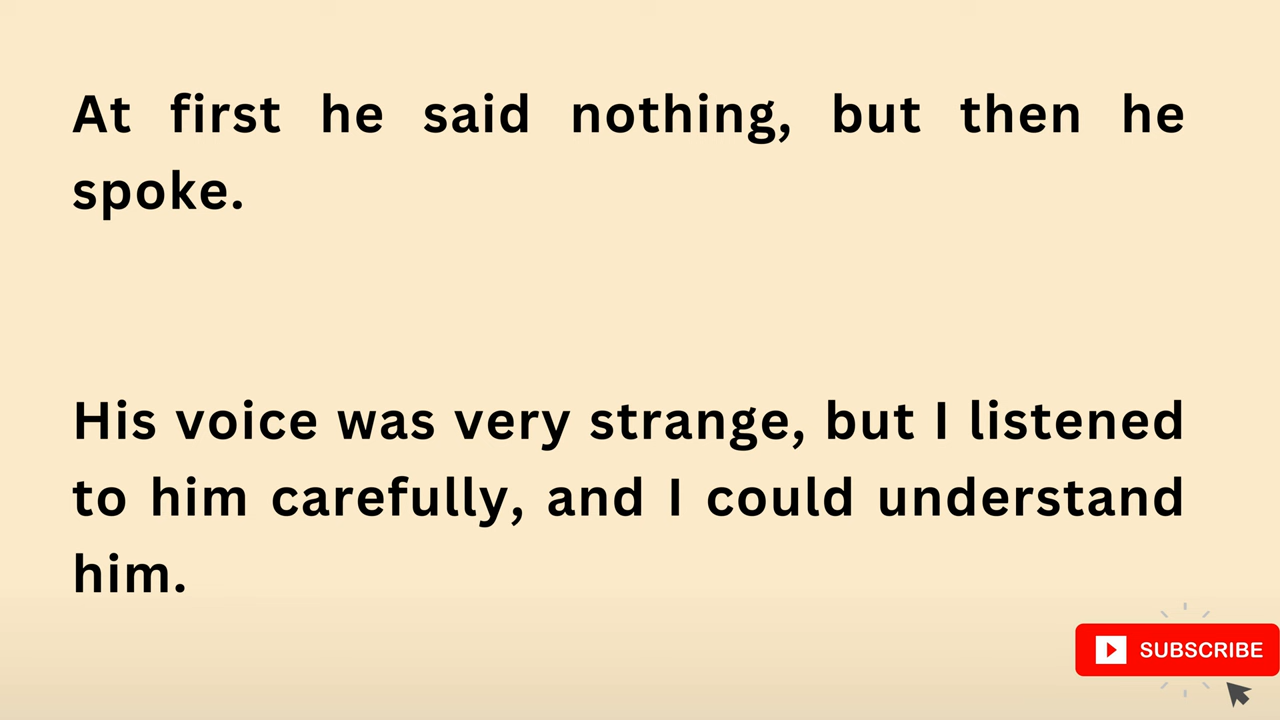 At first he said nothing, but then he
spoke.
His voice was very strange, but I listened
to him carefully, and I could understand
him.
SUBSCRIBE